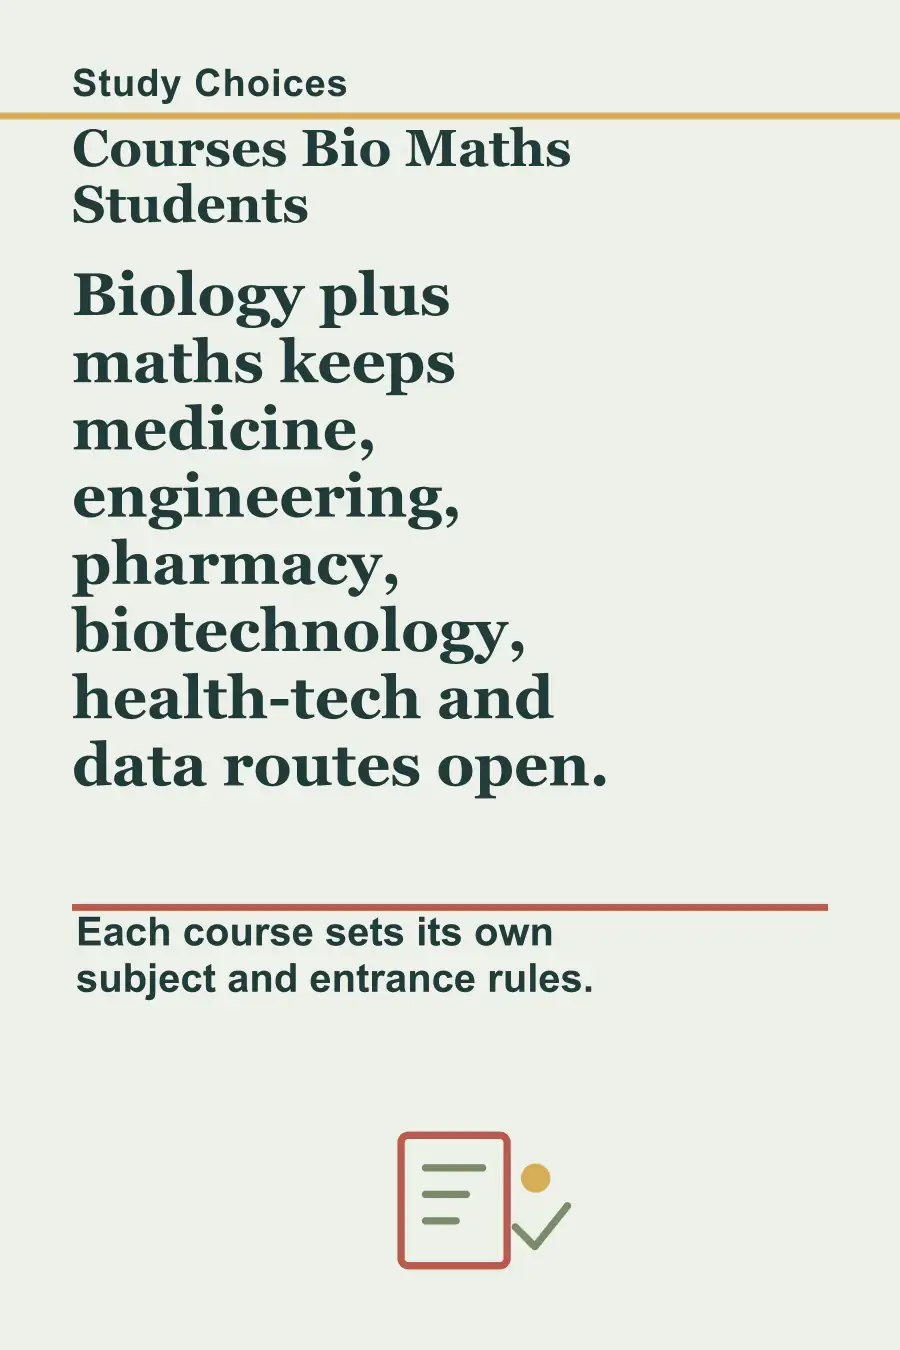 Study Choices
Courses Bio Maths
Students
Biology plus
maths keeps
medicine,
engineering,
pharmacy,
biotechnology,
health-tech and
data routes open.
Each course sets its own
subject and entrance rules.